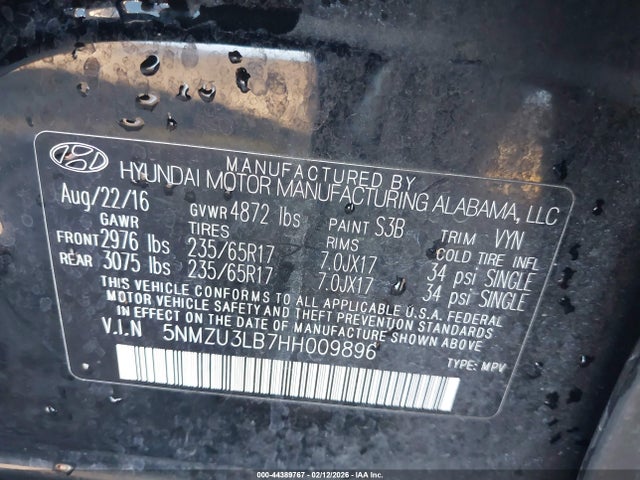 MANUFACTURED BY
HYUNDAI MOTOR MANUFACTURING ALABAMA, LLC
Aug/22/16 GVWR 4872 lbs PAINT S3B TRIM VYN
GAWR TIRES RIMS COLD TIRE INFL
FRONT 2976 lbs 235/65R17 7.0JX17 34 psi SINGLE
REAR 3075 lbs 235/65R17 7.0JX17 34 psi SINGLE
THIS VEHICLE CONFORMS TO ALL APPLICABLE U.S.A. FEDERAL
MOTOR VEHICLE SAFETY AND THEFT PREVENTION STANDARDS
IN EFFECT ON THE DATE OF MANUFACTURE SHOWN ABOVE
V.I.N 5NMZU3LB7HH009896
TYPE: MPV
000-44389767 - 02/12/2026 - IAA Inc.